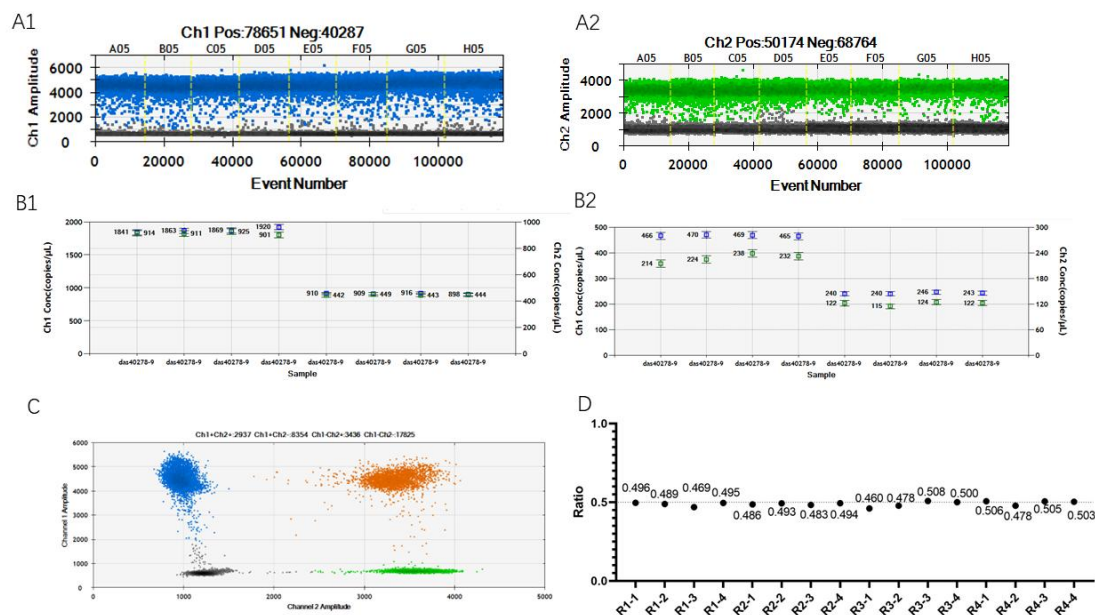 A1
Ch1 Pos:78651 Neg:40287
A05 B05 C05 D05 E05 F05 G05 H05
Ch1 Amplitude
6000
4000
2000
0
0 20000 40000 60000 80000 100000
Event Number
A2
Ch2 Pos:50174 Neg:68764
A05 B05 C05 D05 E05 F05 G05 H05
Ch2 Amplitude
4000
2000
0
0 20000 40000 60000 80000 100000
Event Number
B1
Ch1 Conc(copies/μL)
2000
1500
1000
500
0
1841 914 1863 911 1869 925 1920 901
910 442 909 449 916 443 898 444
1000
800
600
400
200
0
Ch2 Conc(copies/μL)
das40278-9 das40278-9 das40278-9 das40278-9 das40278-9 das40278-9 das40278-9 das40278-9
Sample
B2
Ch1 Conc(copies/μL)
500
400
300
200
100
0
466 470 469 465
214 224 238 232
240 240 246 243
122 115 124 122
300
240
180
120
60
0
Ch2 Conc(copies/μL)
das40278-9 das40278-9 das40278-9 das40278-9 das40278-9 das40278-9 das40278-9 das40278-9
Sample
C
Ch1+Ch2+:2937 Ch1+Ch2-:8354 Ch1-Ch2+:3436 Ch1-Ch2-:17825
Channel 1 Amplitude
6000
5000
4000
3000
2000
1000
0
0 1000 2000 3000 4000 5000
Channel 2 Amplitude
D
Ratio
1.0
0.5
0.0
0.496 0.489 0.469 0.495 0.486 0.493 0.483 0.494 0.460 0.478 0.508 0.500 0.506 0.478 0.505 0.503
R1-1 R1-2 R1-3 R1-4 R2-1 R2-2 R2-3 R2-4 R3-1 R3-2 R3-3 R3-4 R4-1 R4-2 R4-3 R4-4